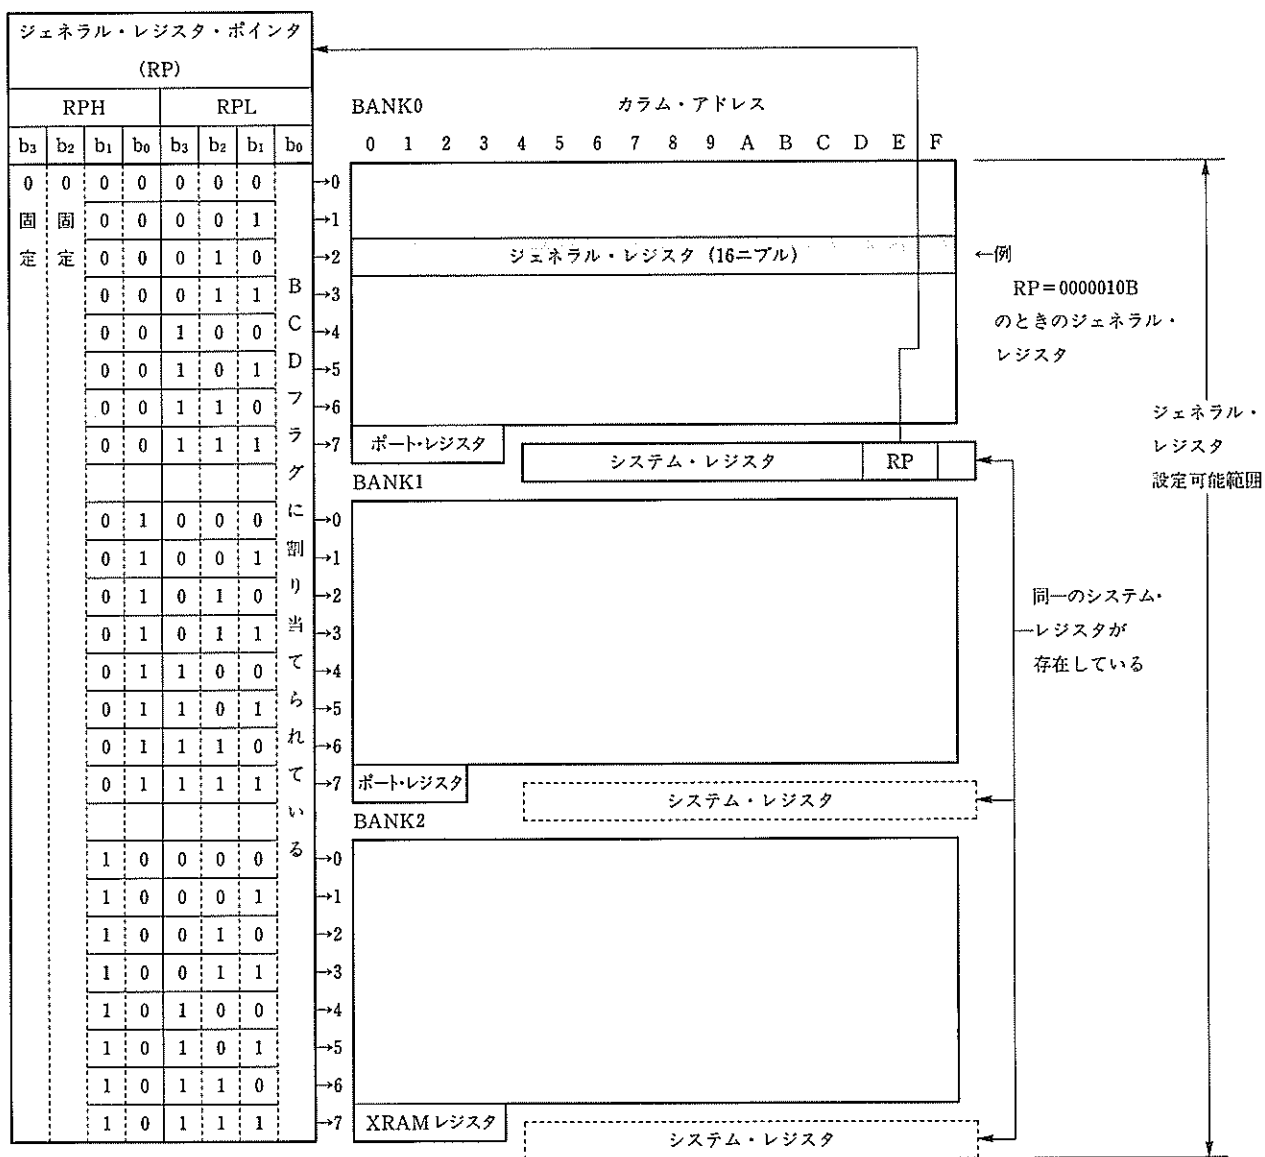 ジェネラル・レジスタ・ポインタ
(RP)
RPH RPL
b₃ b₂ b₁ b₀ b₃ b₂ b₁ b₀
BANK0 カラム・アドレス
0 1 2 3 4 5 6 7 8 9 A B C D E F
0 0 0 0 0 0 0 →0
固 固 0 0 0 0 1 →1
定 定 0 0 0 1 0 →2 ジェネラル・レジスタ (16ニブル) ←例
0 0 0 1 1 →3
0 0 1 0 0 →4
0 0 1 0 1 →5
0 0 1 1 0 →6
0 0 1 1 1 →7 ポート・レジスタ システム・レジスタ RP
BCDフラグに割り当てられている
RP=0000010B
のときのジェネラル・
レジスタ
ジェネラル・
レジスタ
設定可能範囲
BANK1
0 1 0 0 0 →0
0 1 0 0 1 →1
0 1 0 1 0 →2
0 1 0 1 1 →3
0 1 1 0 0 →4
0 1 1 0 1 →5
0 1 1 1 0 →6
0 1 1 1 1 →7 ポート・レジスタ システム・レジスタ
同一のシステム・
レジスタが
存在している
BANK2
1 0 0 0 0 →0
1 0 0 0 1 →1
1 0 0 1 0 →2
1 0 0 1 1 →3
1 0 1 0 0 →4
1 0 1 0 1 →5
1 0 1 1 0 →6
1 0 1 1 1 →7 XRAMレジスタ システム・レジスタ